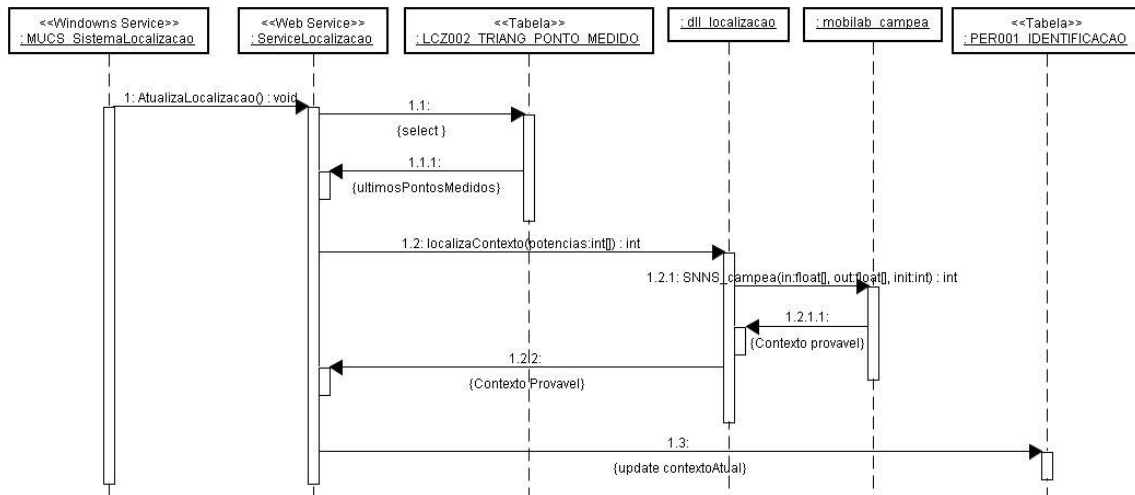 <<Windowns Service>>
: MUCS_SistemaLocalizacao
<<Web Service>>
: ServiceLocalizacao
<<Tabela>>
: LCZ002_TRIANG_PONTO_MEDIDO
: dll_localizacao
: mobilab_campea
<<Tabela>>
: PER001_IDENTIFICACAO
1: AtualizaLocalizacao() : void
1.1:
{select }
1.1.1:
{ultimosPontosMedidos}
1.2: localizaContexto(potencias:int[]) : int
1.2.1: SNNS_campea(in:float[], out:float[], init:int) : int
1.2.1.1:
{Contexto provavel}
1.2.2:
{Contexto Provavel}
1.3:
{update contextoAtual}